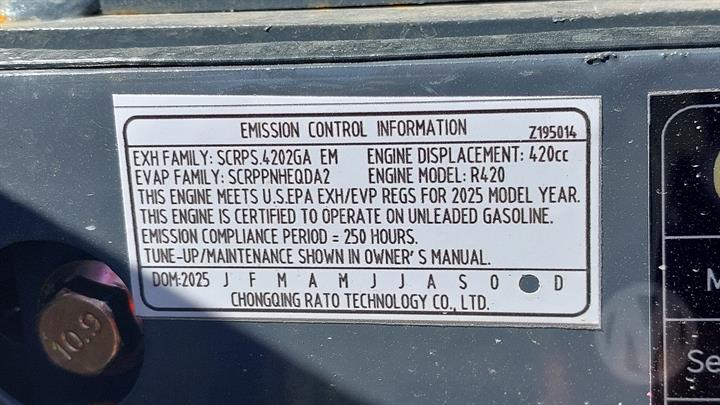 EMISSION CONTROL INFORMATION Z195014
EXH FAMILY: SCRPS.4202GA EM ENGINE DISPLACEMENT: 420cc
EVAP FAMILY: SCRPPNHEQDA2 ENGINE MODEL: R420
THIS ENGINE MEETS U.S.EPA EXH/EVP REGS FOR 2025 MODEL YEAR.
THIS ENGINE IS CERTIFIED TO OPERATE ON UNLEADED GASOLINE.
EMISSION COMPLIANCE PERIOD = 250 HOURS.
TUNE-UP/MAINTENANCE SHOWN IN OWNER' S MANUAL.
DOM:2025 J F M A M J J A S O D
CHONGQING RATO TECHNOLOGY CO., LTD.
10.9
M
Se